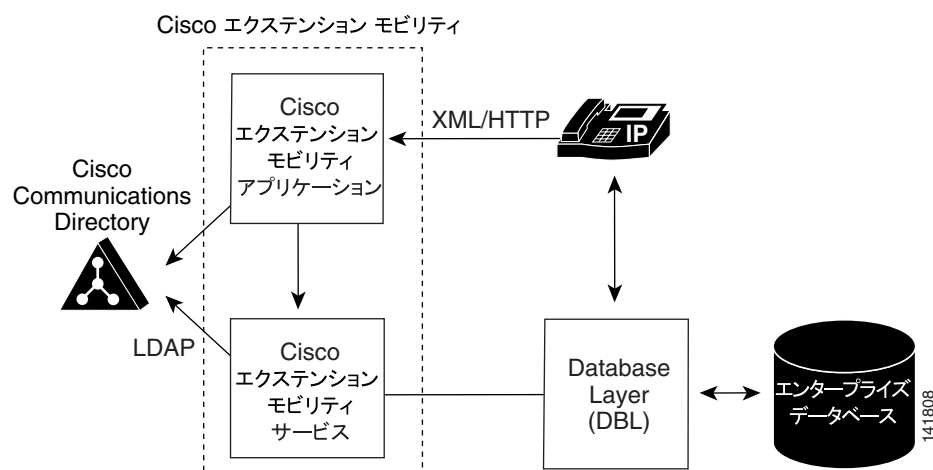 Cisco エクステンション モビリティ
Cisco
エクステンション
モビリティ
アプリケーション
XML/HTTP
IP
Cisco
Communications
Directory
LDAP
Cisco
エクステンション
モビリティ
サービス
Database
Layer
(DBL)
エンタープライズ
データベース
141808